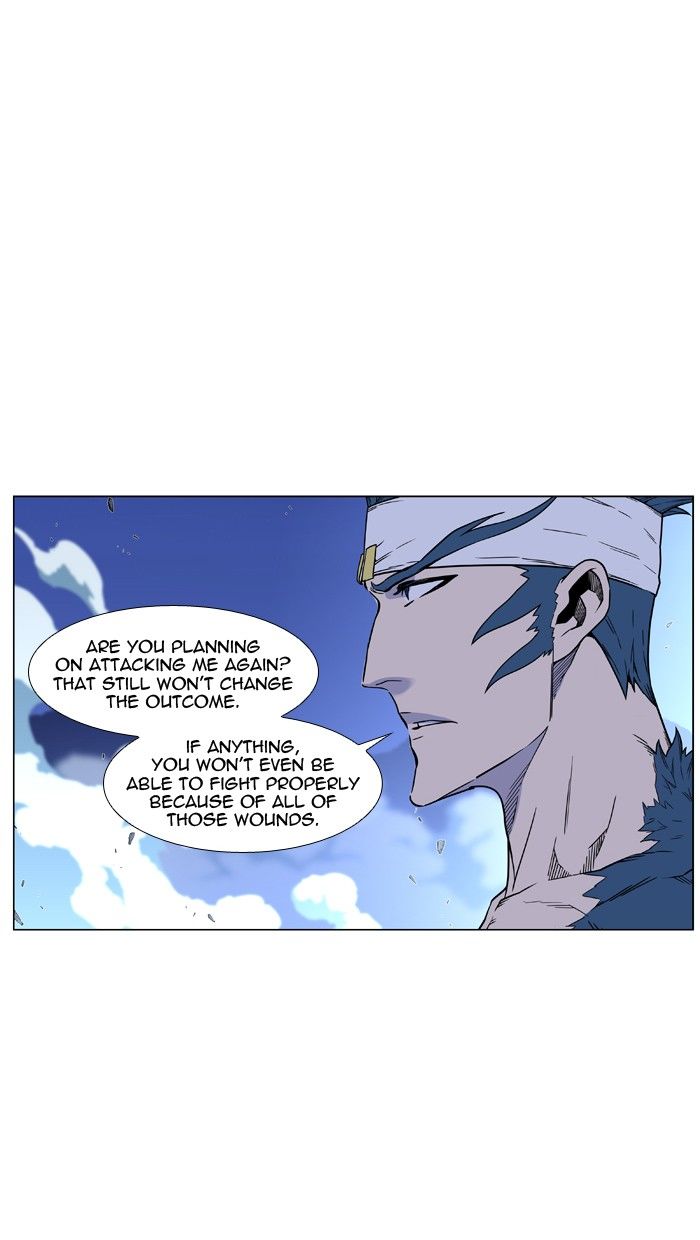 ARE YOU PLANNING
ON ATTACKING ME AGAIN?
THAT STILL WON'T CHANGE
THE OUTCOME.
IF ANYTHING,
YOU WON'T EVEN BE
ABLE TO FIGHT PROPERLY
BECAUSE OF ALL OF
THOSE WOUNDS.